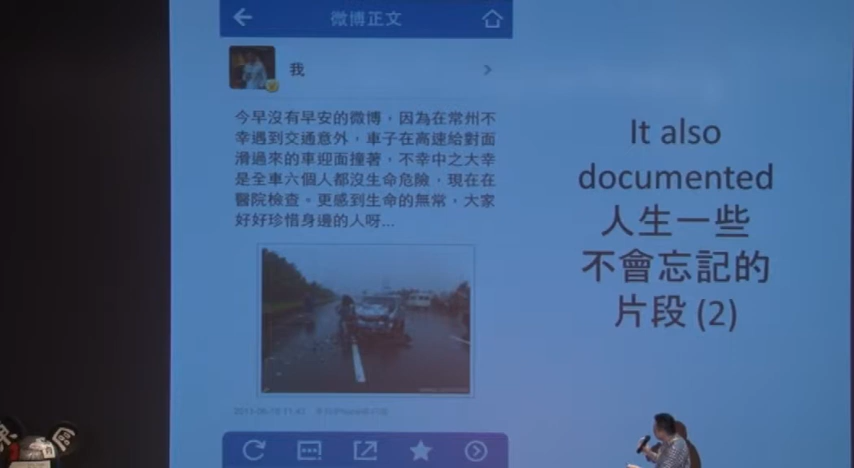 微博正文
我
今早沒有早安的微博，因為在常州不
幸遇到交通意外，車子在高速給對面
滑過來的車迎面撞著，不幸中之大幸
是全車六個人都沒生命危險，現在在
醫院檢查。更感到生命的無常，大家
好好珍惜身邊的人呀...
It also
documented
人生一些
不會忘記的
片段 (2)